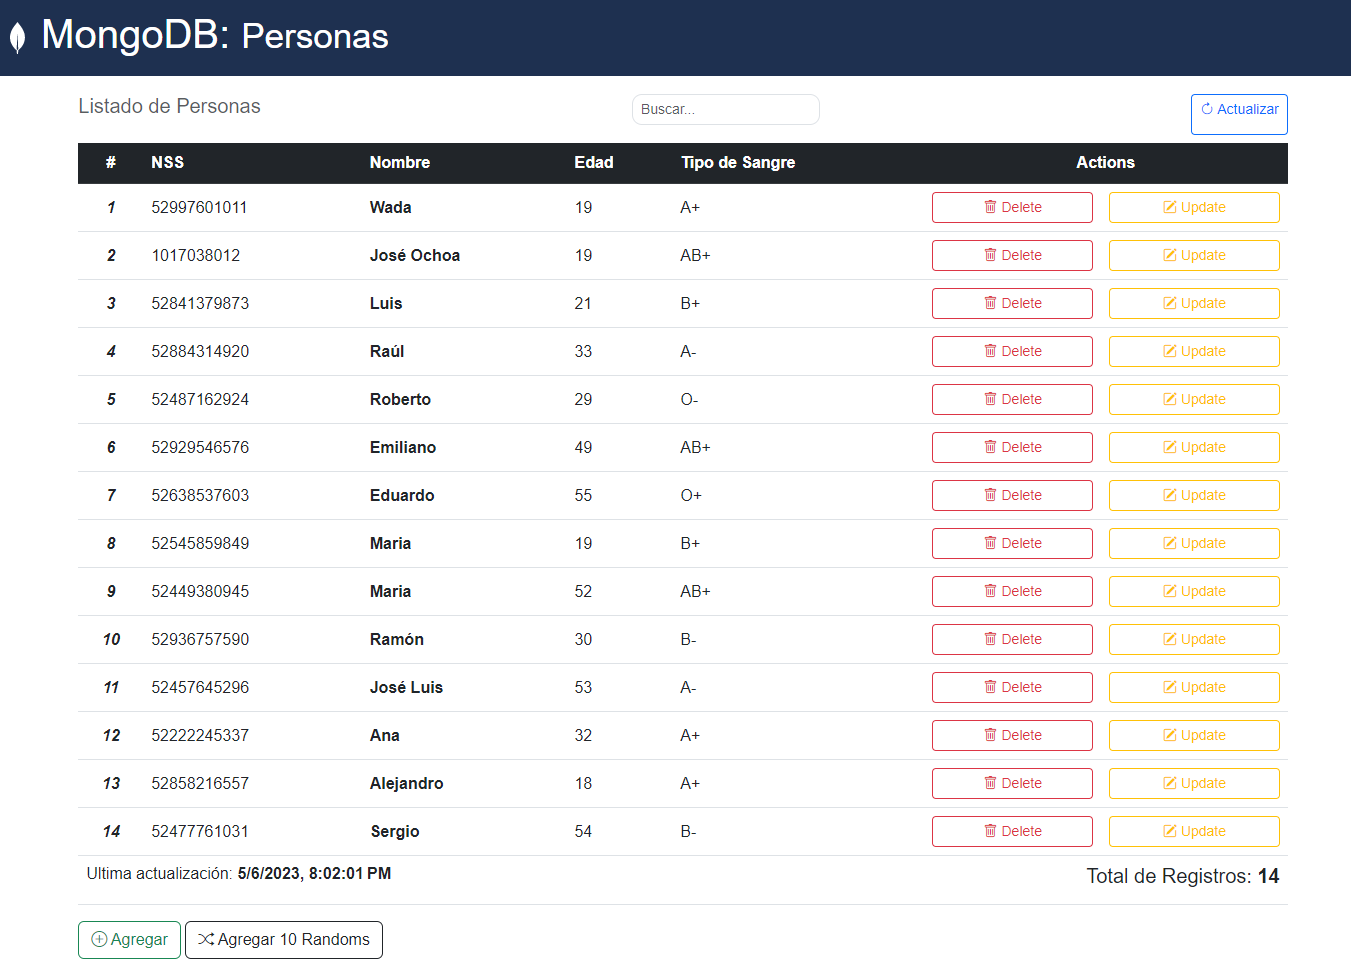 MongoDB: Personas
Listado de Personas
Buscar...
Actualizar
# NSS Nombre Edad Tipo de Sangre Actions
1 52997601011 Wada 19 A+ Delete Update
2 1017038012 José Ochoa 19 AB+ Delete Update
3 52841379873 Luis 21 B+ Delete Update
4 52884314920 Raúl 33 A- Delete Update
5 52487162924 Roberto 29 O- Delete Update
6 52929546576 Emiliano 49 AB+ Delete Update
7 52638537603 Eduardo 55 O+ Delete Update
8 52545859849 Maria 19 B+ Delete Update
9 52449380945 Maria 52 AB+ Delete Update
10 52936757590 Ramón 30 B- Delete Update
11 52457645296 José Luis 53 A- Delete Update
12 52222245337 Ana 32 A+ Delete Update
13 52858216557 Alejandro 18 A+ Delete Update
14 52477761031 Sergio 54 B- Delete Update
Ultima actualización: 5/6/2023, 8:02:01 PM Total de Registros: 14
Agregar Agregar 10 Randoms